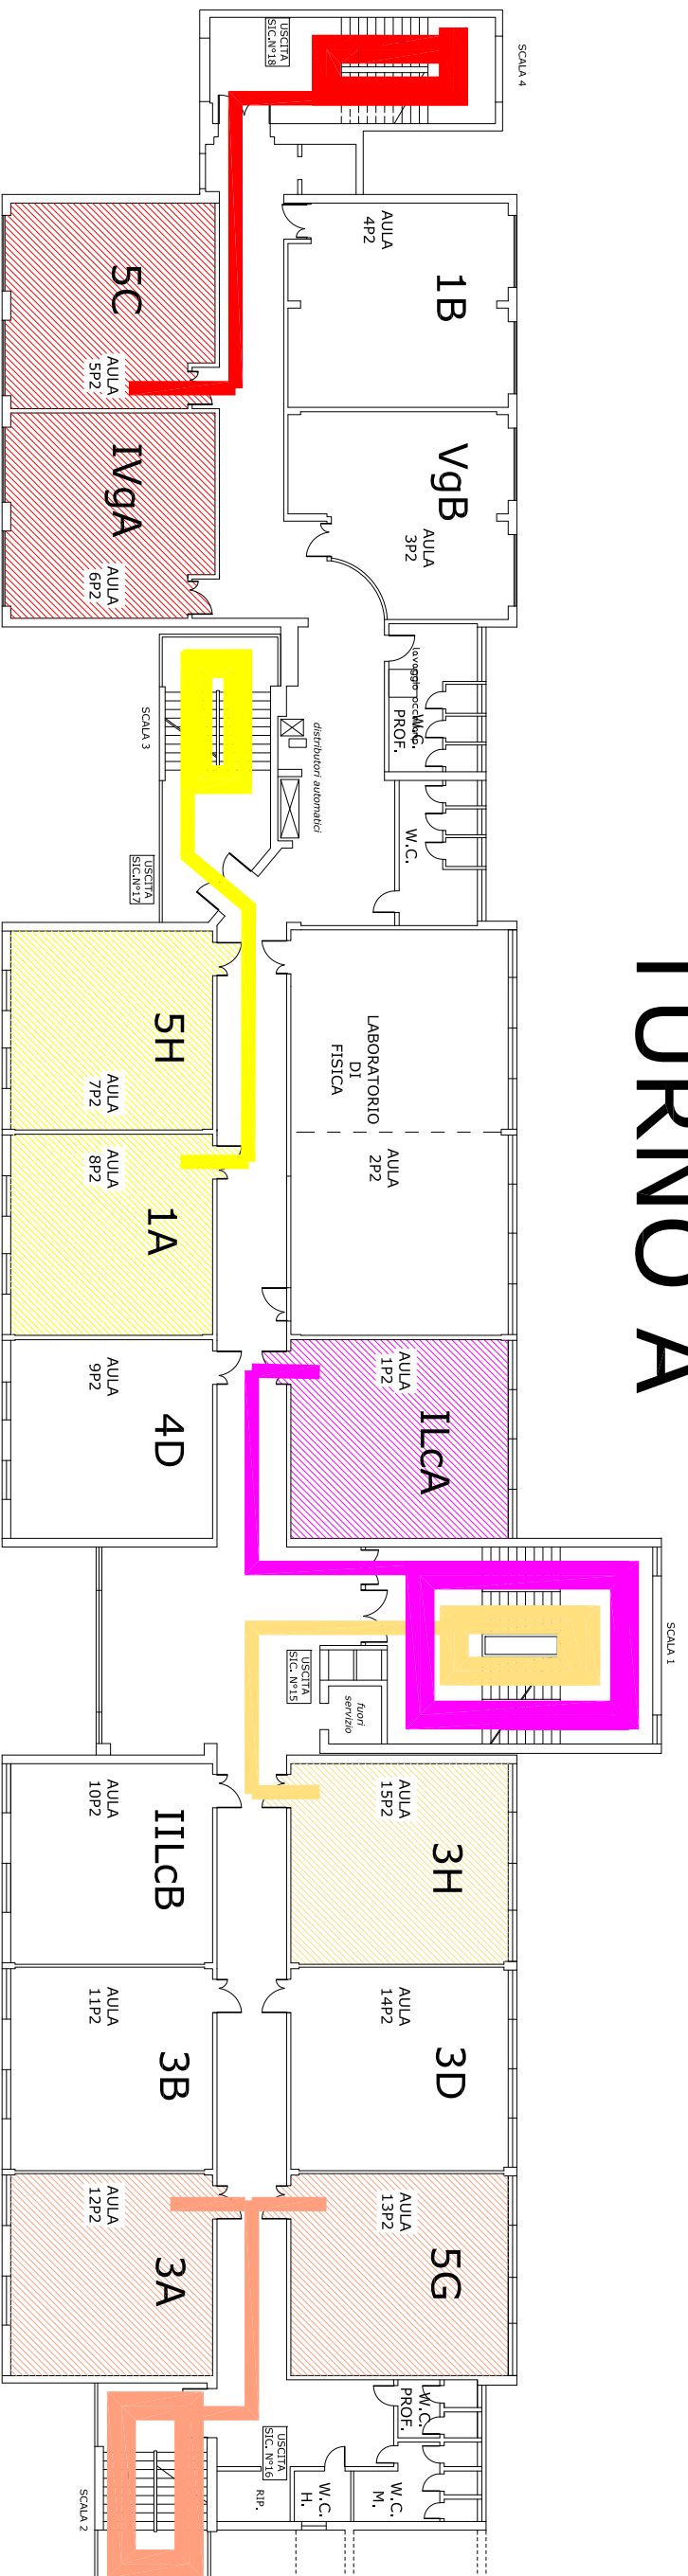 TURNO A
SCALA 4
USCITA
SIC.N°18
AULA
4P2
1B
5C
AULA
5P2
VgB
AULA
3P2
IVgA
AULA
6P2
lavaggio
W.C.
PROF.
SCALA 3
distributori automatici
W.C.
USCITA
SIC.N°17
5H
AULA
7P2
LABORATORIO
DI
FISICA
AULA
2P2
AULA
8P2
1A
AULA
1P2
ILcA
AULA
9P2
4D
SCALA 1
USCITA
SIC. N°15
fuori
servizio
AULA
15P2
3H
AULA
10P2
IILcB
AULA
14P2
3D
AULA
11P2
3B
AULA
13P2
5G
AULA
12P2
3A
W.C.
PROF.
USCITA
SIC. N°16
W.C.
M.
W.C.
H.
RIP.
SCALA 2